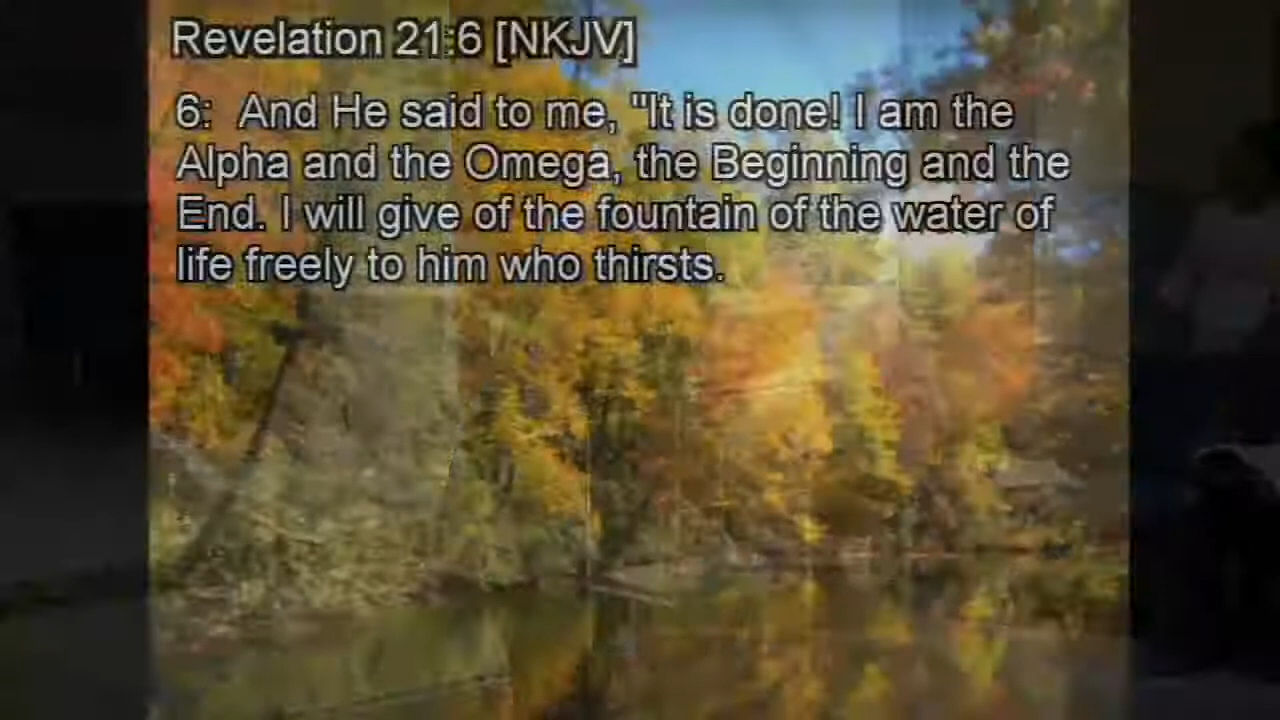 Revelation 21:6 [NKJV]
6: And He said to me, "It is done! I am the
Alpha and the Omega, the Beginning and the
End. I will give of the fountain of the water of
life freely to him who thirsts.